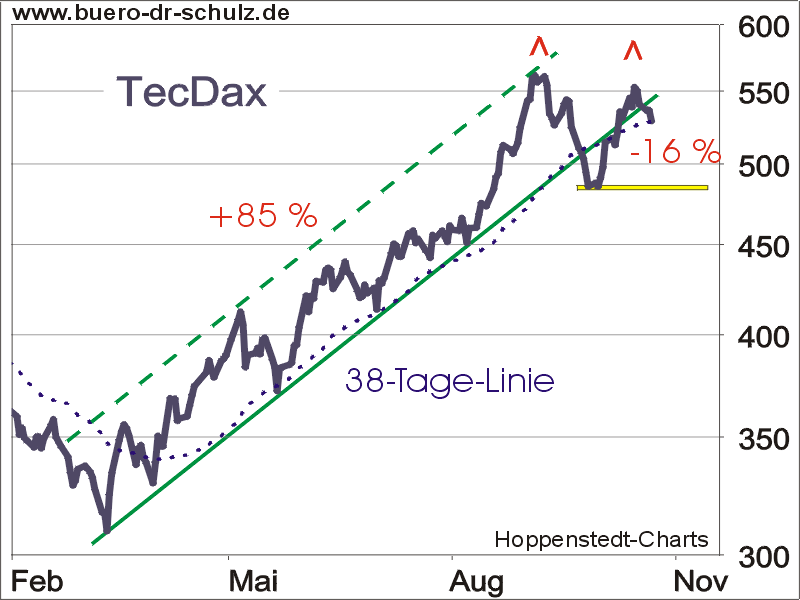 www.buero-dr-schulz.de
600
TecDax
550
-16 %
500
+85 %
450
400
38-Tage-Linie
350
Hoppenstedt-Charts
300
Feb Mai Aug Nov